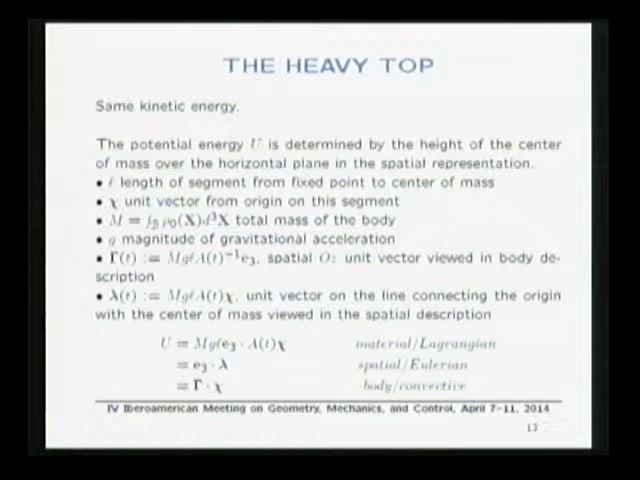 THE HEAVY TOP
Same kinetic energy.
The potential energy U is determined by the height of the center
of mass over the horizontal plane in the spatial representation.
• ℓ length of segment from fixed point to center of mass
• χ unit vector from origin on this segment
• M = ∫_B ρ₀(X)d³X total mass of the body
• g magnitude of gravitational acceleration
• Γ(t) := MgℓA(t)⁻¹e₃, spatial Oz unit vector viewed in body de-
scription
• λ(t) := MgℓA(t)χ, unit vector on the line connecting the origin
with the center of mass viewed in the spatial description
U = Mgℓe₃ · A(t)χ material/Lagrangian
= e₃ · λ spatial/Eulerian
= Γ · χ body/convective
IV Iberoamerican Meeting on Geometry, Mechanics, and Control, April 7–11, 2014
13